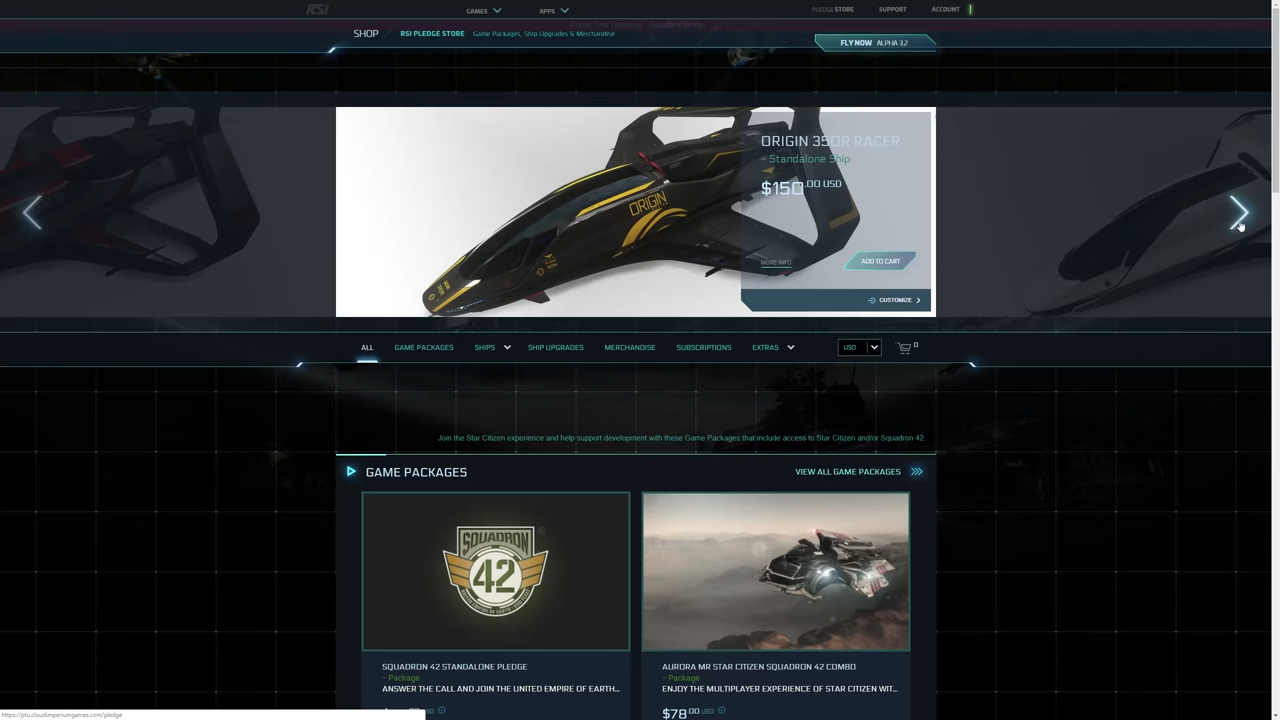 RSI
GAMES
APPS
PLEDGE STORE
SUPPORT
ACCOUNT
SHOP
RSI PLEDGE STORE
Game Packages, Ship Upgrades & Merchandise
FLY NOW ALPHA 3.2
ORIGIN 350R RACER
- Standalone Ship
$150.00 USD
ORIGIN
MORE INFO
ADD TO CART
CUSTOMIZE
ALL
GAME PACKAGES
SHIPS
SHIP UPGRADES
MERCHANDISE
SUBSCRIPTIONS
EXTRAS
USD
0
Join the Star Citizen experience and help support development with these Game Packages that include access to Star Citizen and/or Squadron 42.
GAME PACKAGES
VIEW ALL GAME PACKAGES
SQUADRON
42
SQUADRON 42 STANDALONE PLEDGE
- Package
ANSWER THE CALL AND JOIN THE UNITED EMPIRE OF EARTH...
USD
AURORA MR STAR CITIZEN SQUADRON 42 COMBO
- Package
ENJOY THE MULTIPLAYER EXPERIENCE OF STAR CITIZEN WIT...
$78.00 USD
https://ptu.cloudimperiumgames.com/pledge